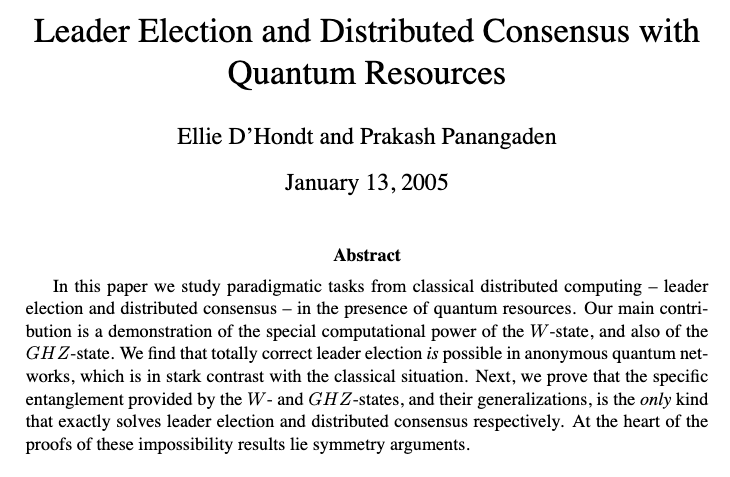 Leader Election and Distributed Consensus with
Quantum Resources
Ellie D’Hondt and Prakash Panangaden
January 13, 2005
Abstract
In this paper we study paradigmatic tasks from classical distributed computing – leader
election and distributed consensus – in the presence of quantum resources. Our main contri-
bution is a demonstration of the special computational power of the W-state, and also of the
GHZ-state. We find that totally correct leader election is possible in anonymous quantum net-
works, which is in stark contrast with the classical situation. Next, we prove that the specific
entanglement provided by the W- and GHZ-states, and their generalizations, is the only kind
that exactly solves leader election and distributed consensus respectively. At the heart of the
proofs of these impossibility results lie symmetry arguments.